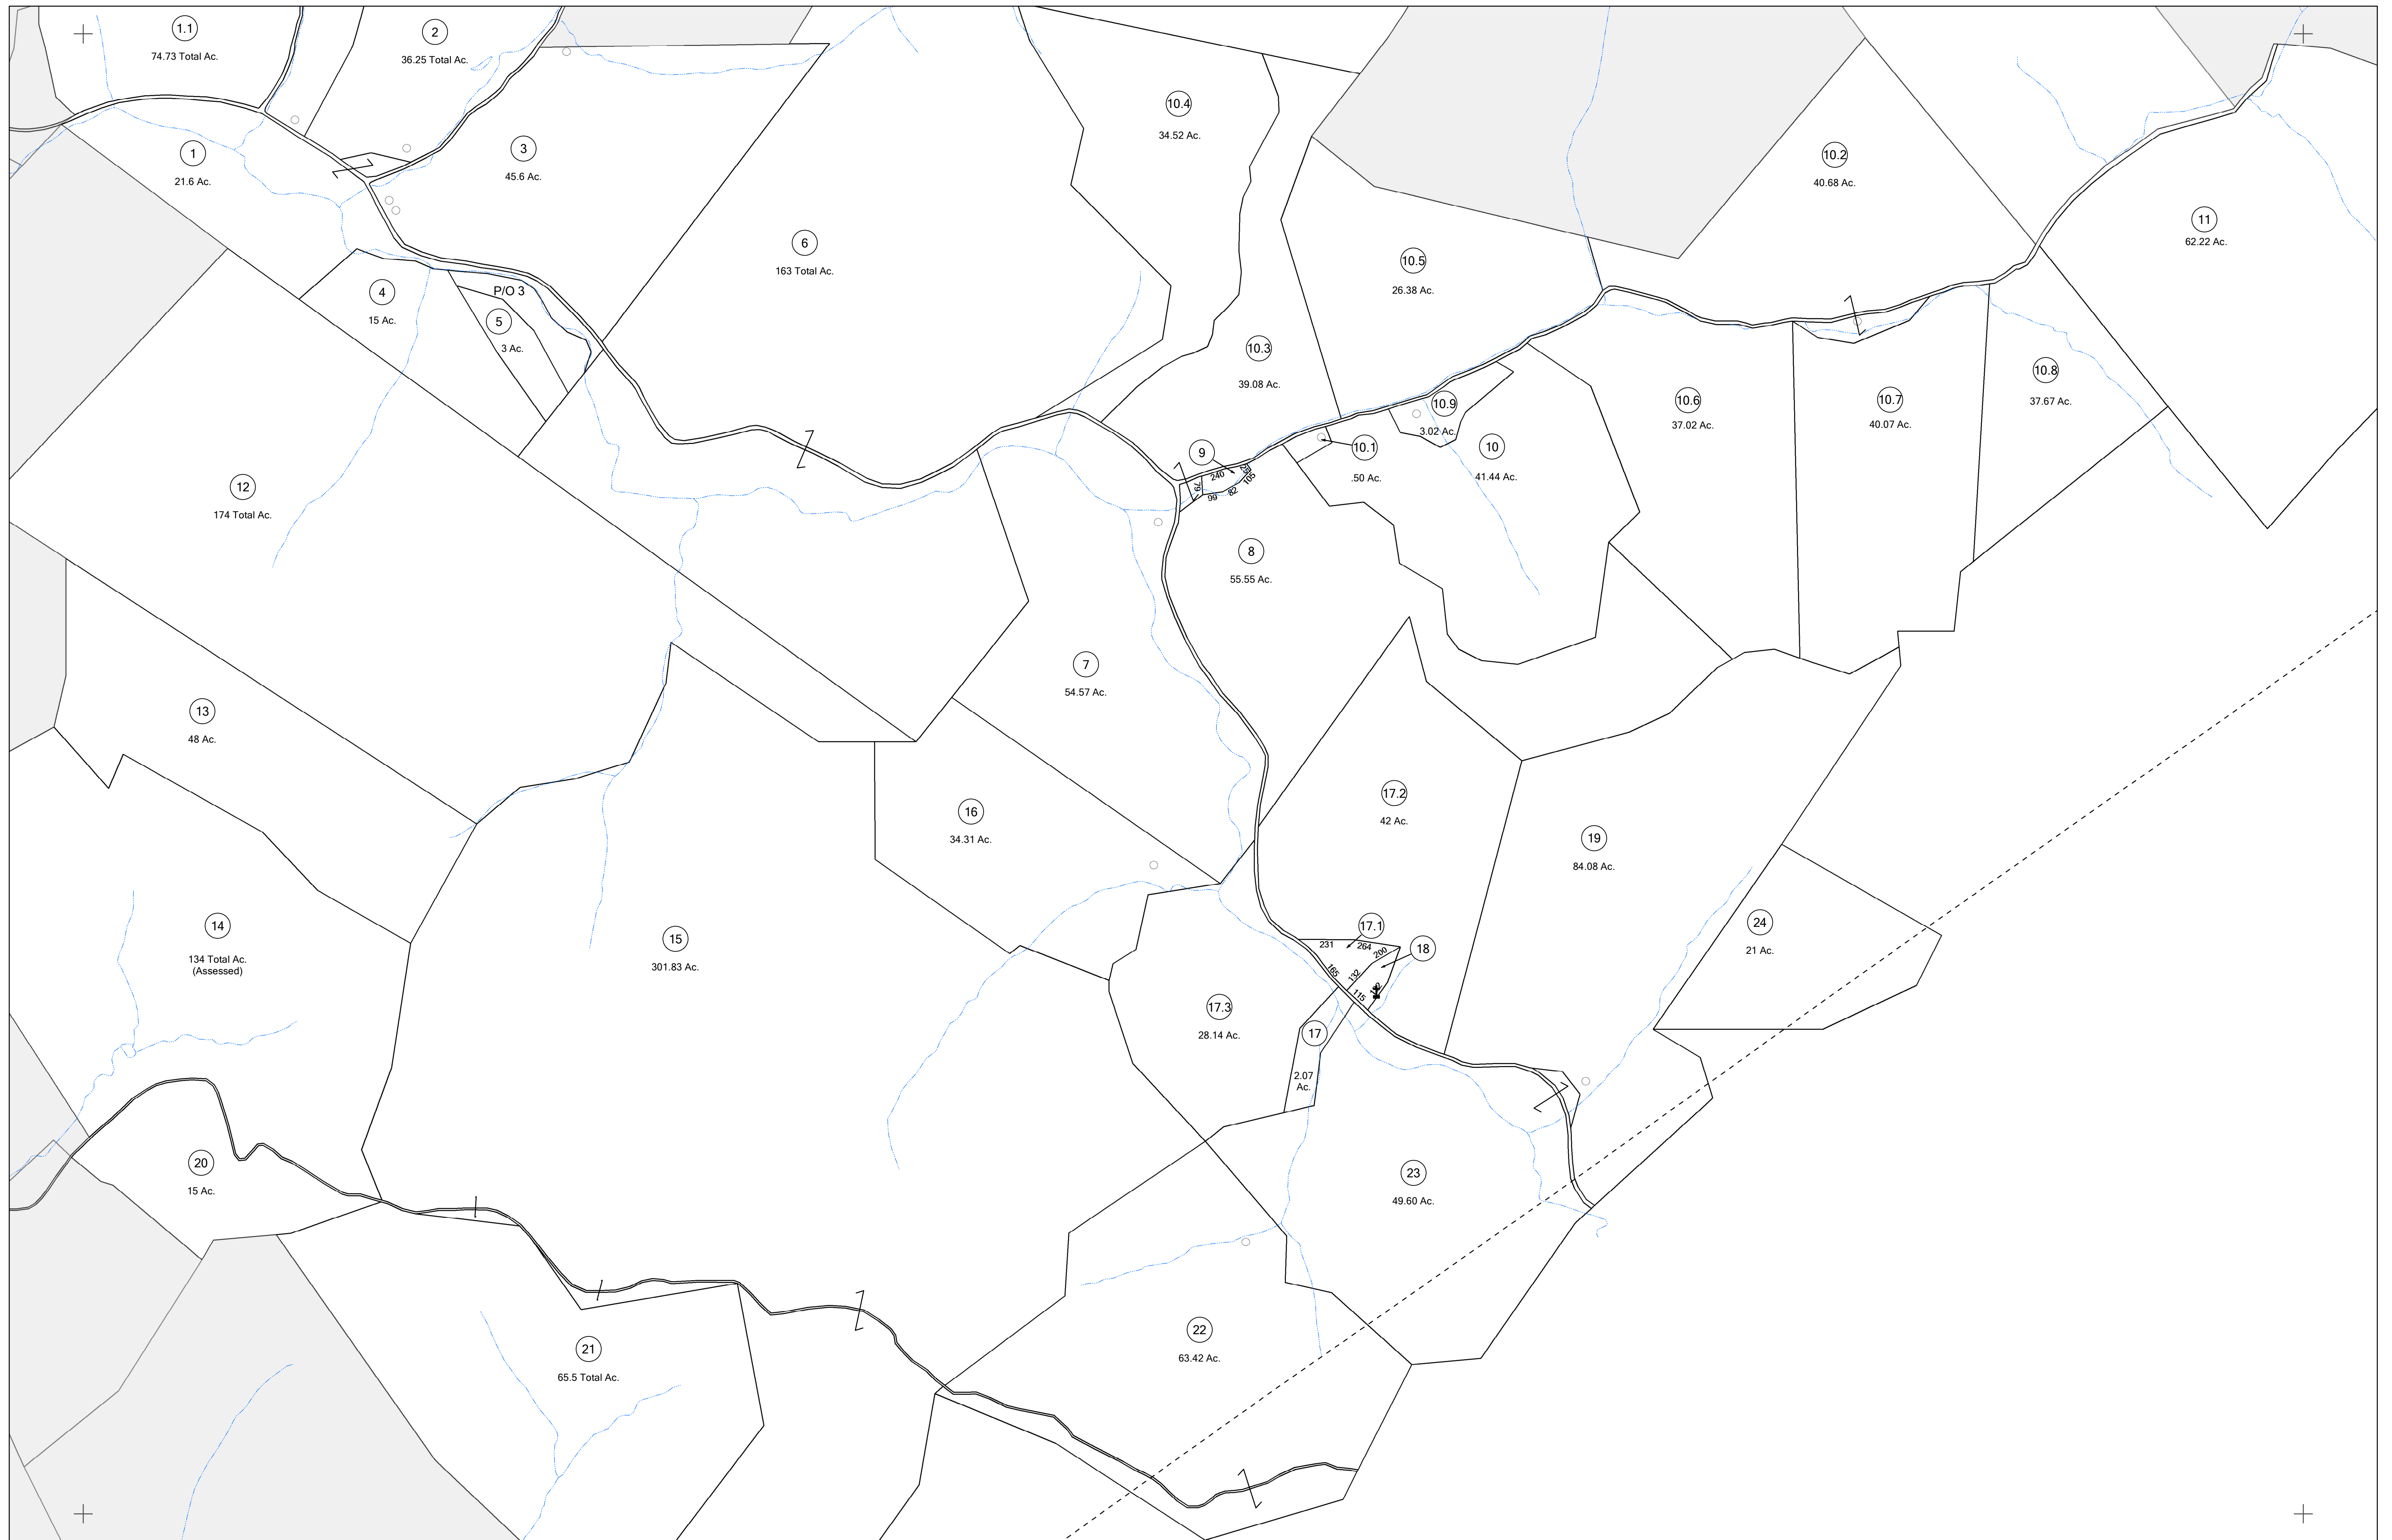 1.1
74.73 Total Ac.
2
36.25 Total Ac.
10.4
34.52 Ac.
1
21.6 Ac.
3
45.6 Ac.
10.2
40.68 Ac.
11
62.22 Ac.
6
163 Total Ac.
10.5
26.38 Ac.
4
15 Ac.
P/O 3
5
3 Ac.
10.3
39.08 Ac.
10.8
37.67 Ac.
10.6
37.02 Ac.
10.7
40.07 Ac.
10.9
3.02 Ac.
10.1
.50 Ac.
10
41.44 Ac.
9
240
79
99
82
105
12
174 Total Ac.
8
55.55 Ac.
7
54.57 Ac.
13
48 Ac.
17.2
42 Ac.
16
34.31 Ac.
19
84.08 Ac.
14
134 Total Ac.
(Assessed)
15
301.83 Ac.
17.1
231
264
200
18
165
132
115
24
21 Ac.
17.3
28.14 Ac.
17
2.07
Ac.
20
15 Ac.
23
49.60 Ac.
22
63.42 Ac.
21
65.5 Total Ac.